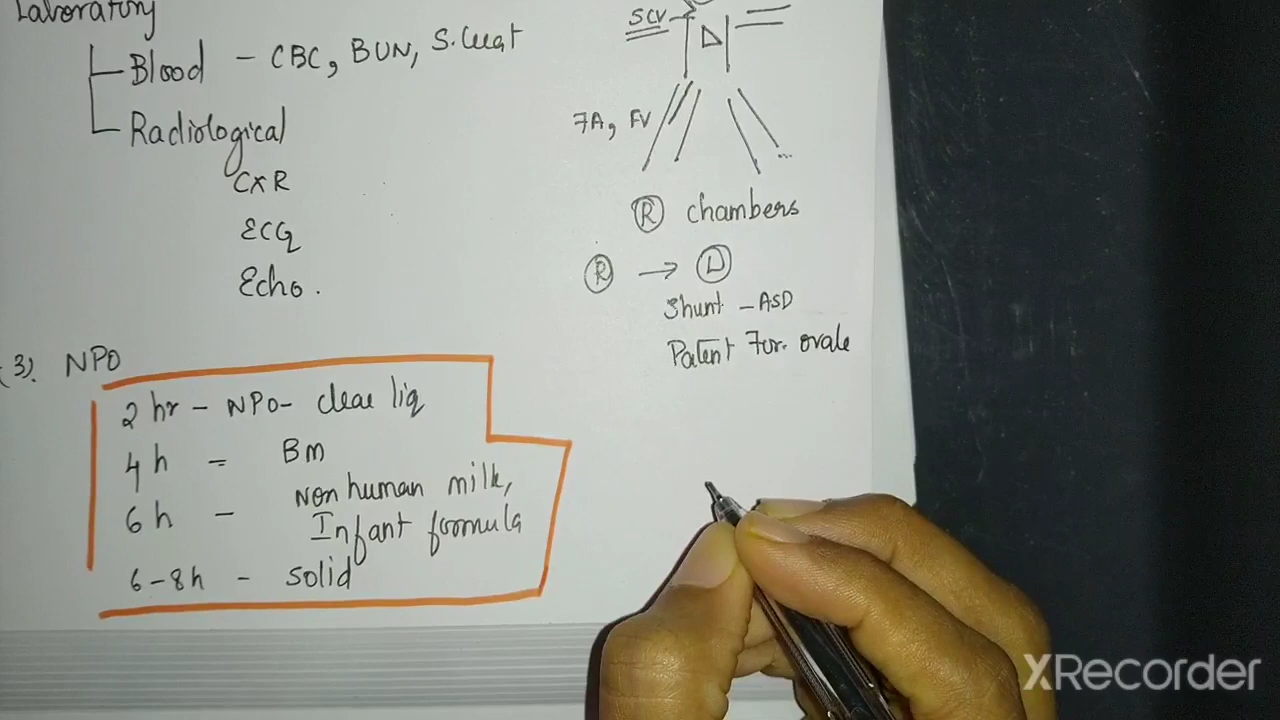 Laboratory
Blood - CBC, BUN, S. Creat
Radiological
CXR
ECG
Echo.
(3). NPO
2 hr - NPO - clear liq
4 h - BM
6 h - Non human milk,
Infant formula
6-8h - Solid
SCV
FA, FV
R chambers
R → L
Shunt - ASD
Patent For. ovale
XRecorder